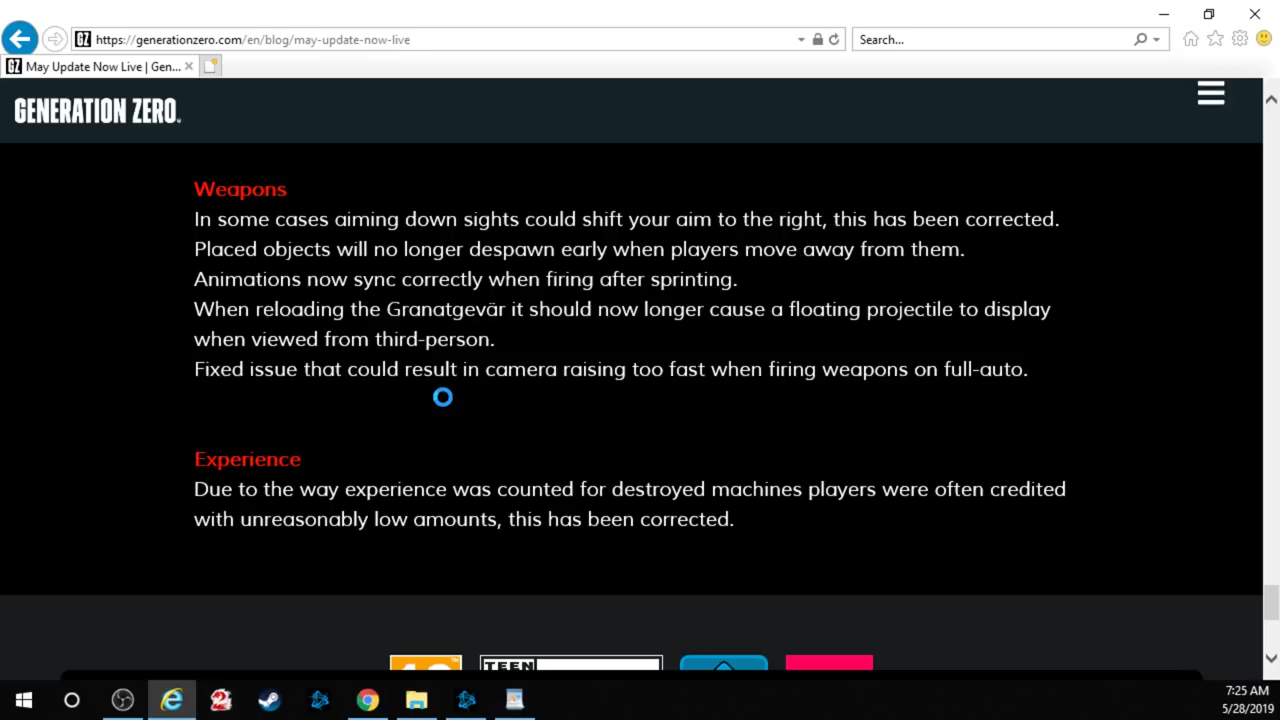 https://generationzero.com/en/blog/may-update-now-live
Search...
GZ May Update Now Live | Gen...
GENERATION ZERO
Weapons
In some cases aiming down sights could shift your aim to the right, this has been corrected.
Placed objects will no longer despawn early when players move away from them.
Animations now sync correctly when firing after sprinting.
When reloading the Granatgevär it should now longer cause a floating projectile to display
when viewed from third-person.
Fixed issue that could result in camera raising too fast when firing weapons on full-auto.
Experience
Due to the way experience was counted for destroyed machines players were often credited
with unreasonably low amounts, this has been corrected.
TEEN
7:25 AM
5/28/2019